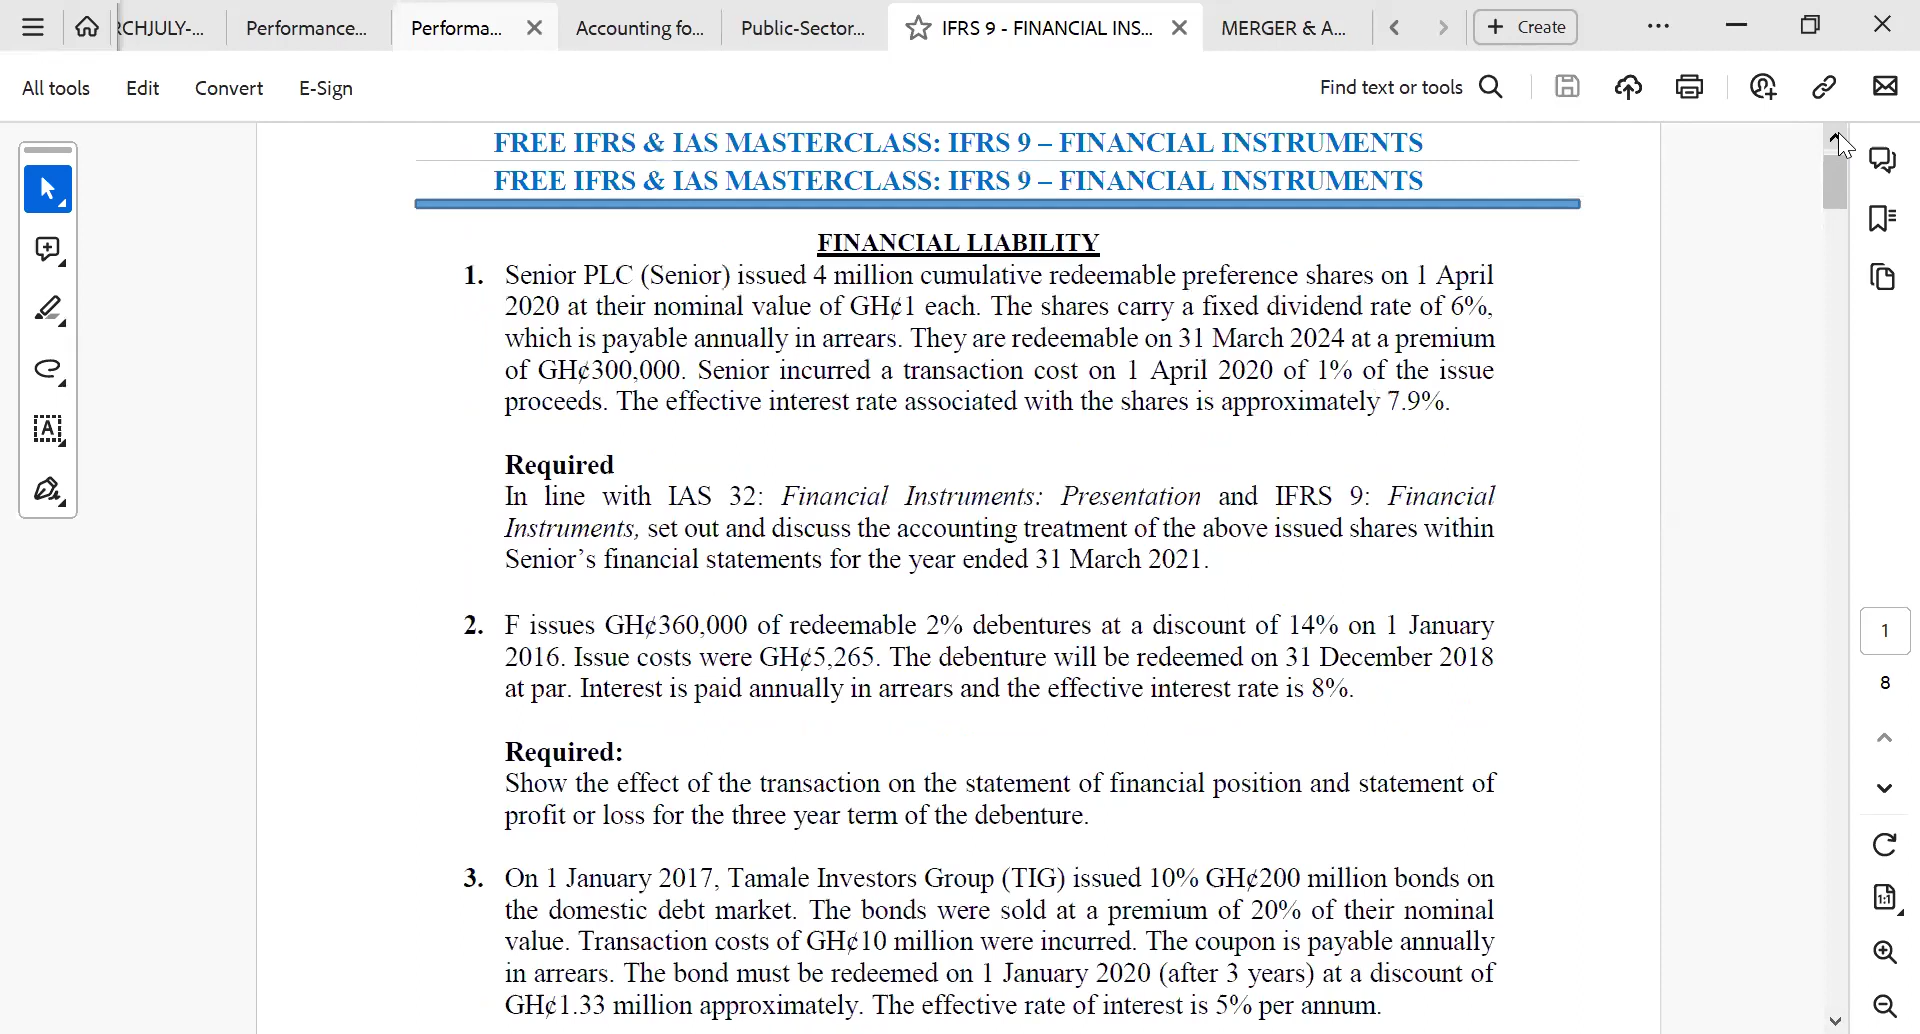 RCHJULY-... Performance... Performa... Accounting fo... Public-Sector... IFRS 9 - FINANCIAL INS... MERGER & A... Create
All tools Edit Convert E-Sign Find text or tools
FREE IFRS & IAS MASTERCLASS: IFRS 9 – FINANCIAL INSTRUMENTS
FREE IFRS & IAS MASTERCLASS: IFRS 9 – FINANCIAL INSTRUMENTS
FINANCIAL LIABILITY
1. Senior PLC (Senior) issued 4 million cumulative redeemable preference shares on 1 April
2020 at their nominal value of GH¢1 each. The shares carry a fixed dividend rate of 6%,
which is payable annually in arrears. They are redeemable on 31 March 2024 at a premium
of GH¢300,000. Senior incurred a transaction cost on 1 April 2020 of 1% of the issue
proceeds. The effective interest rate associated with the shares is approximately 7.9%.
Required
In line with IAS 32: Financial Instruments: Presentation and IFRS 9: Financial
Instruments, set out and discuss the accounting treatment of the above issued shares within
Senior’s financial statements for the year ended 31 March 2021.
2. F issues GH¢360,000 of redeemable 2% debentures at a discount of 14% on 1 January
2016. Issue costs were GH¢5,265. The debenture will be redeemed on 31 December 2018
at par. Interest is paid annually in arrears and the effective interest rate is 8%.
Required:
Show the effect of the transaction on the statement of financial position and statement of
profit or loss for the three year term of the debenture.
3. On 1 January 2017, Tamale Investors Group (TIG) issued 10% GH¢200 million bonds on
the domestic debt market. The bonds were sold at a premium of 20% of their nominal
value. Transaction costs of GH¢10 million were incurred. The coupon is payable annually
in arrears. The bond must be redeemed on 1 January 2020 (after 3 years) at a discount of
GH¢1.33 million approximately. The effective rate of interest is 5% per annum.
1
8